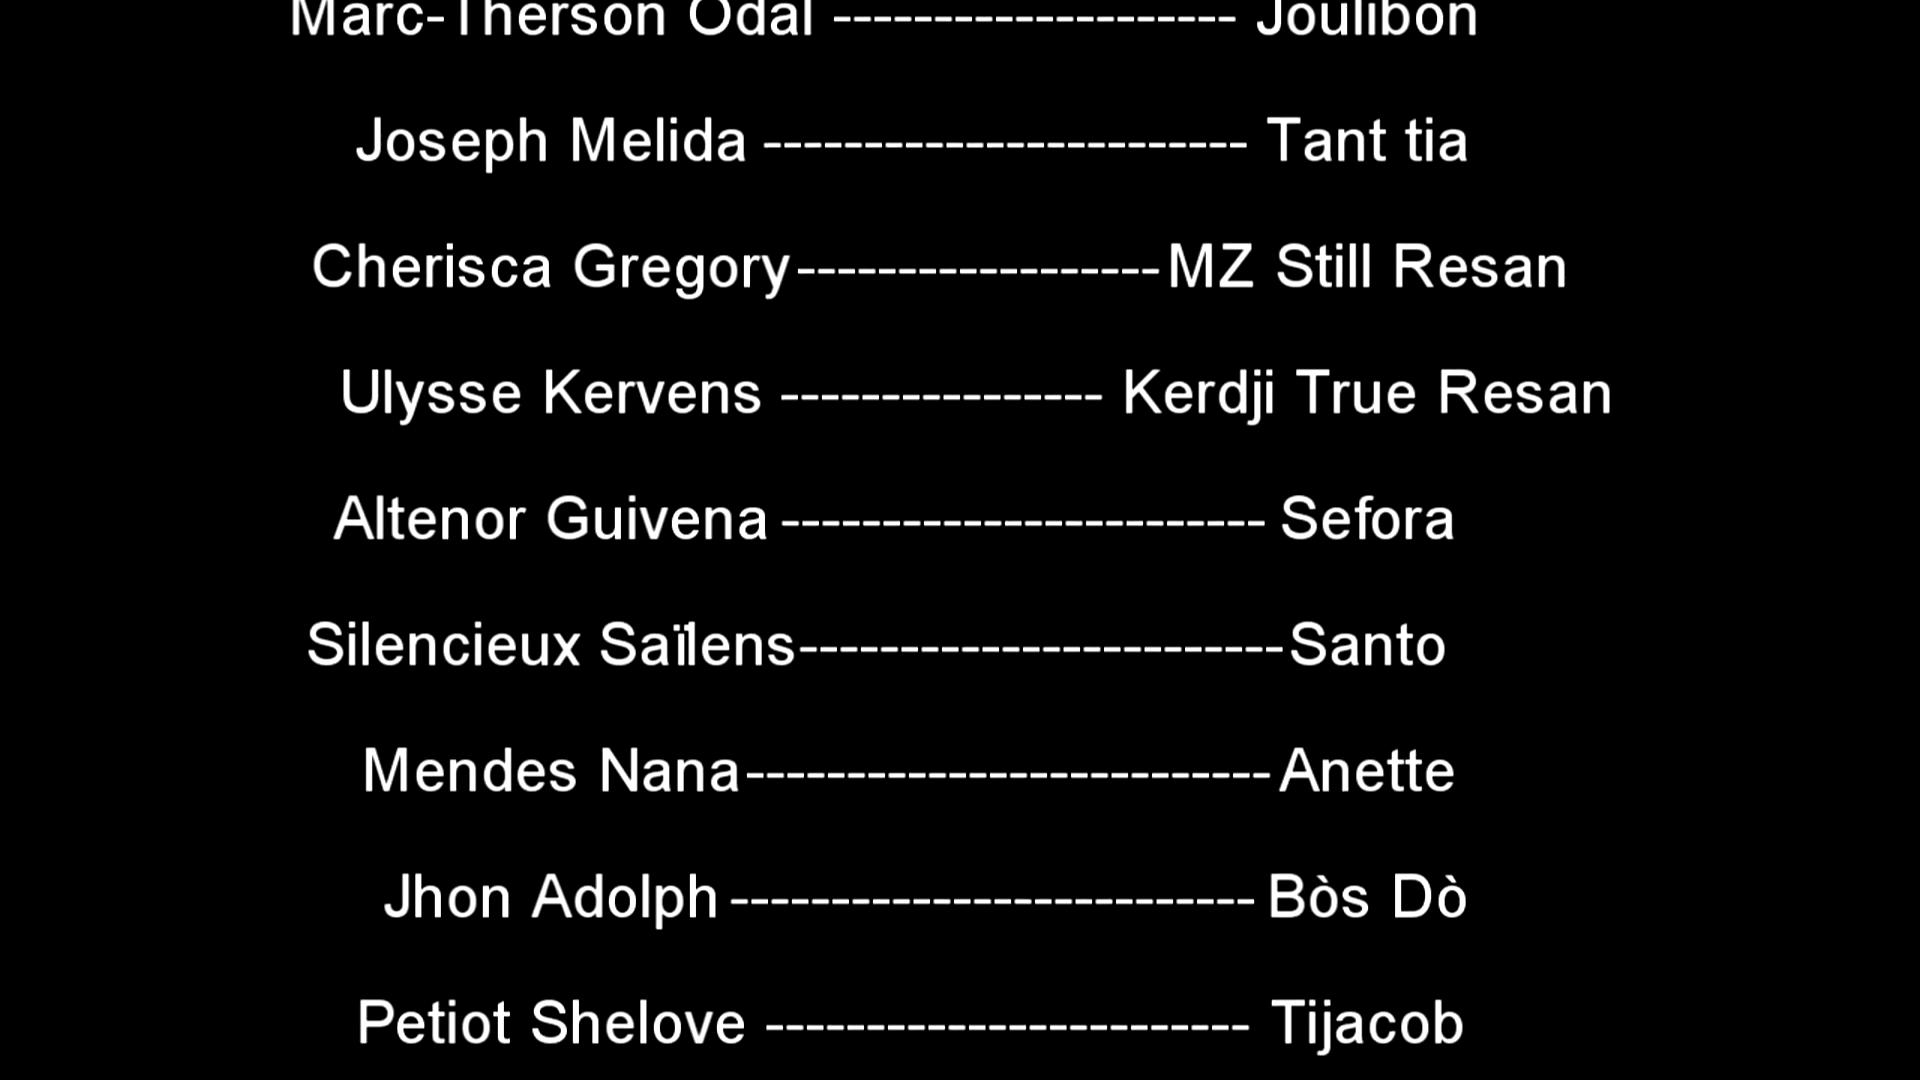 Marc-Therson Odal -------------------- Joulibon
Joseph Melida ------------------------ Tant tia
Cherisca Gregory------------------MZ Still Resan
Ulysse Kervens ---------------- Kerdji True Resan
Altenor Guivena ------------------------ Sefora
Silencieux Saïlens------------------------Santo
Mendes Nana--------------------------Anette
Jhon Adolph -------------------------- Bòs Dò
Petiot Shelove ------------------------ Tijacob